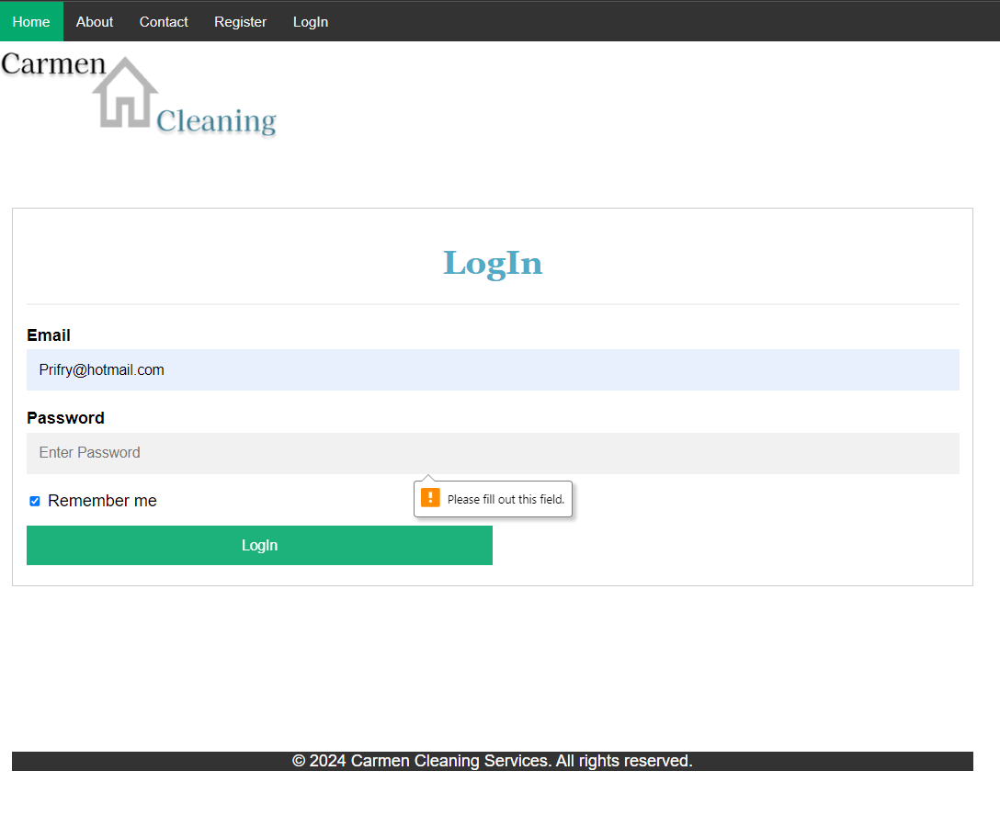 Home About Contact Register LogIn
Carmen
Cleaning
LogIn
Email
Prifry@hotmail.com
Password
Enter Password
Remember me
Please fill out this field.
LogIn
© 2024 Carmen Cleaning Services. All rights reserved.